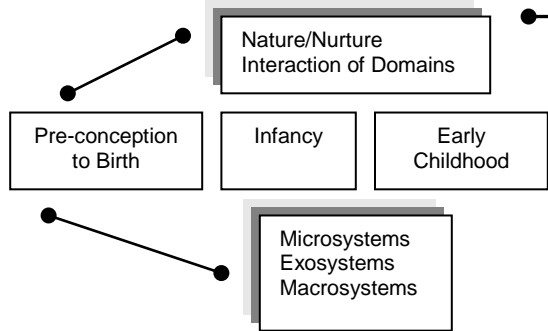 Nature/Nurture
Interaction of Domains
Pre-conception
to Birth
Infancy
Early
Childhood
Microsystems
Exosystems
Macrosystems